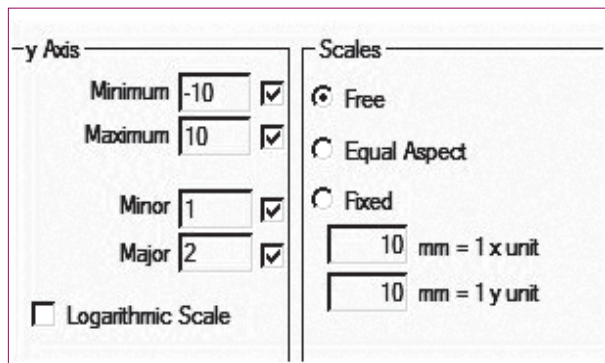 y Axis
Minimum -10
Maximum 10
Minor 1
Major 2
Logarithmic Scale
Scales
Free
Equal Aspect
Fixed
10 mm = 1 x unit
10 mm = 1 y unit